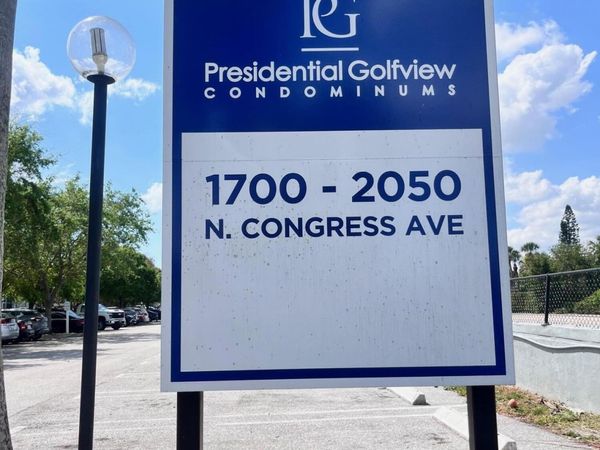 PG
Presidential Golfview
CONDOMINUMS
1700 - 2050
N. CONGRESS AVE